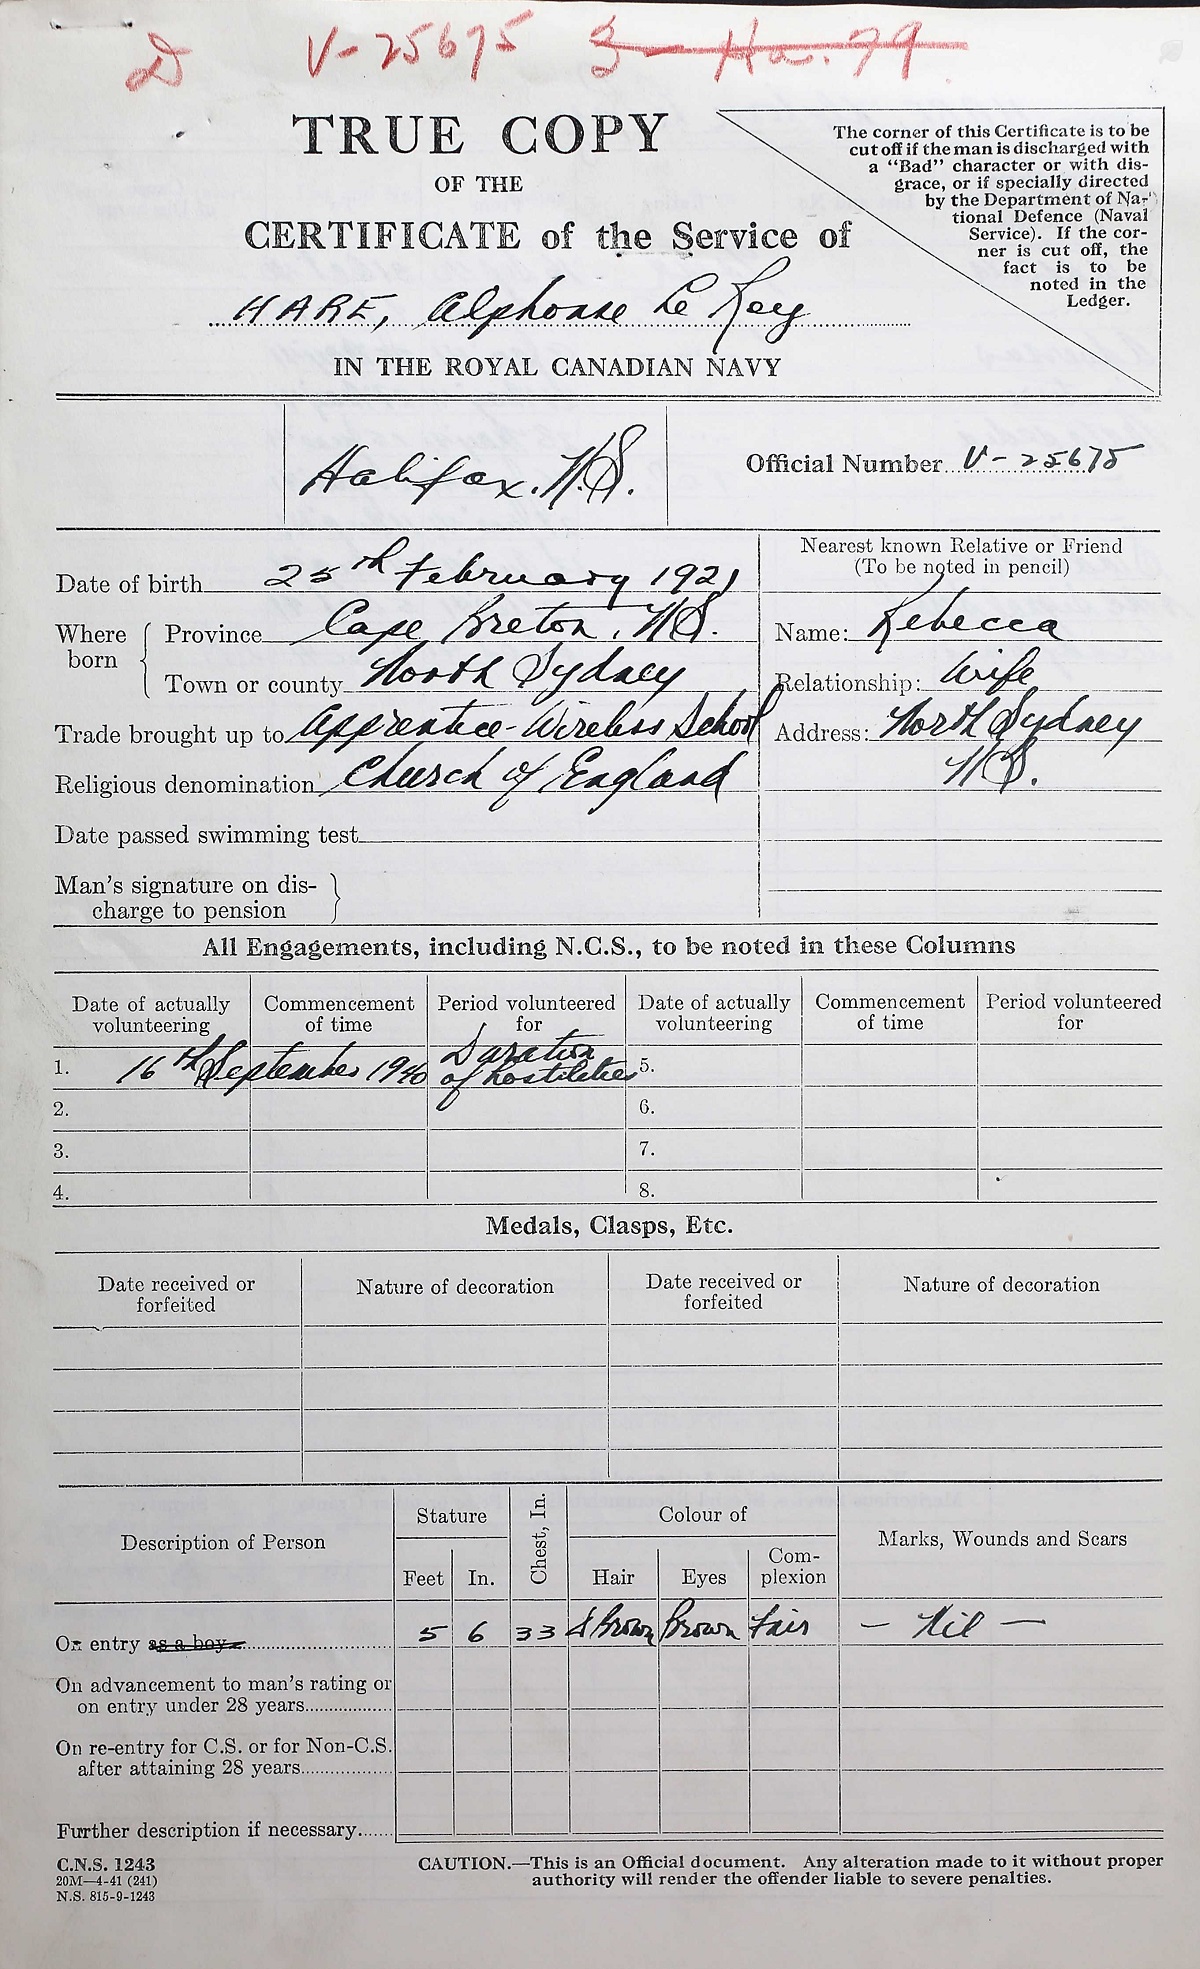 D V-25675 3 Ha. 79
TRUE COPY
OF THE
CERTIFICATE of the Service of
HARE, Alphonse Le Rey
IN THE ROYAL CANADIAN NAVY
The corner of this Certificate is to be
cut off if the man is discharged with
a "Bad" character or with dis-
grace, or if specially directed
by the Department of Na-
tional Defence (Naval
Service). If the cor-
ner is cut off, the
fact is to be
noted in the
Ledger.
Halifax. N.S.
Official Number V-25675
Date of birth 25th February 1921
Where born
Province Cape Breton, N.S.
Town or county North Sydney
Trade brought up to Apprentice-Wireless School
Religious denomination Church of England
Date passed swimming test
Man's signature on dis-
charge to pension
Nearest known Relative or Friend
(To be noted in pencil)
Name: Rebecca
Relationship: Wife
Address: North Sydney
N.S.
All Engagements, including N.C.S., to be noted in these Columns
Date of actually volunteering Commencement of time Period volunteered for Date of actually volunteering Commencement of time Period volunteered for
1. 16th September 1940 Duration of hostilities 5.
2. 6.
3. 7.
4. 8.
Medals, Clasps, Etc.
Date received or forfeited Nature of decoration Date received or forfeited Nature of decoration
Description of Person Stature Chest, In. Colour of Marks, Wounds and Scars
Feet In. Hair Eyes Com-plexion
On entry as a boy 5 6 33 Brown Brown Fair — Nil —
On advancement to man's rating or
on entry under 28 years
On re-entry for C.S. or for Non-C.S.
after attaining 28 years
Further description if necessary
C.N.S. 1243
20M—4-41 (241)
N.S. 815-9-1243
CAUTION.—This is an Official document. Any alteration made to it without proper
authority will render the offender liable to severe penalties.